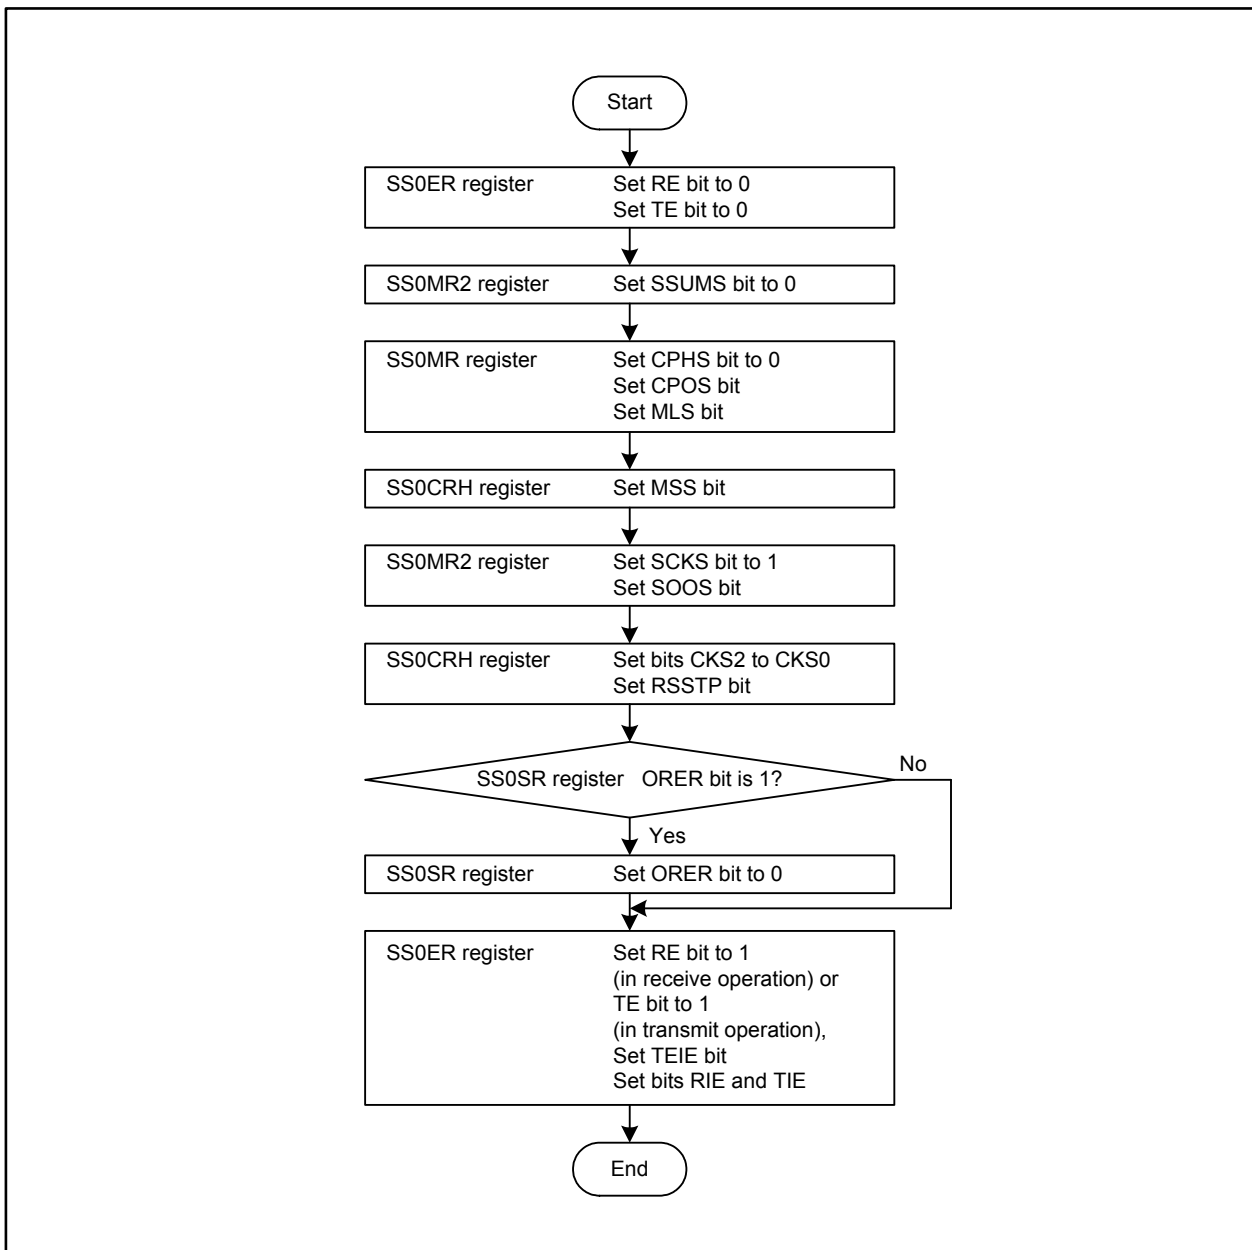 Start
SS0ER register Set RE bit to 0
Set TE bit to 0
SS0MR2 register Set SSUMS bit to 0
SS0MR register Set CPHS bit to 0
Set CPOS bit
Set MLS bit
SS0CRH register Set MSS bit
SS0MR2 register Set SCKS bit to 1
Set SOOS bit
SS0CRH register Set bits CKS2 to CKS0
Set RSSTP bit
SS0SR register ORER bit is 1?
No
Yes
SS0SR register Set ORER bit to 0
SS0ER register Set RE bit to 1
(in receive operation) or
TE bit to 1
(in transmit operation),
Set TEIE bit
Set bits RIE and TIE
End